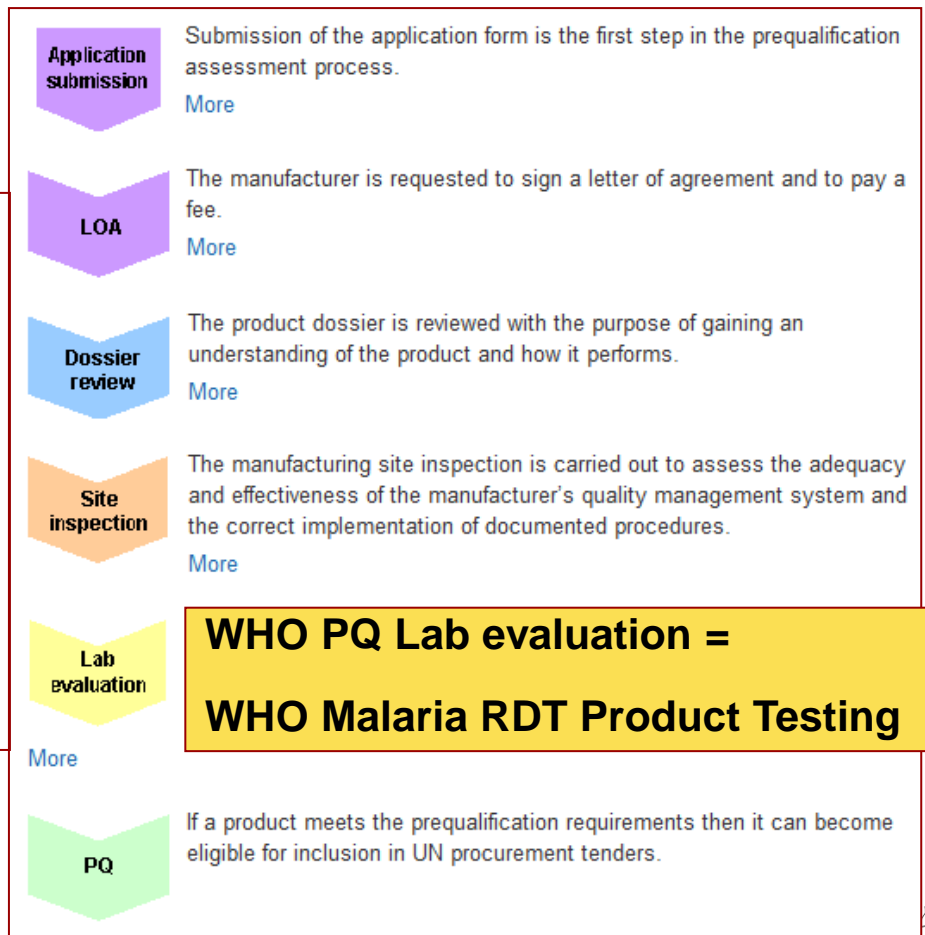 Application
submission
Submission of the application form is the first step in the prequalification
assessment process.
More
LOA
The manufacturer is requested to sign a letter of agreement and to pay a
fee.
More
Dossier
review
The product dossier is reviewed with the purpose of gaining an
understanding of the product and how it performs.
More
Site
inspection
The manufacturing site inspection is carried out to assess the adequacy
and effectiveness of the manufacturer's quality management system and
the correct implementation of documented procedures.
More
Lab
evaluation
WHO PQ Lab evaluation =
WHO Malaria RDT Product Testing
More
PQ
If a product meets the prequalification requirements then it can become
eligible for inclusion in UN procurement tenders.